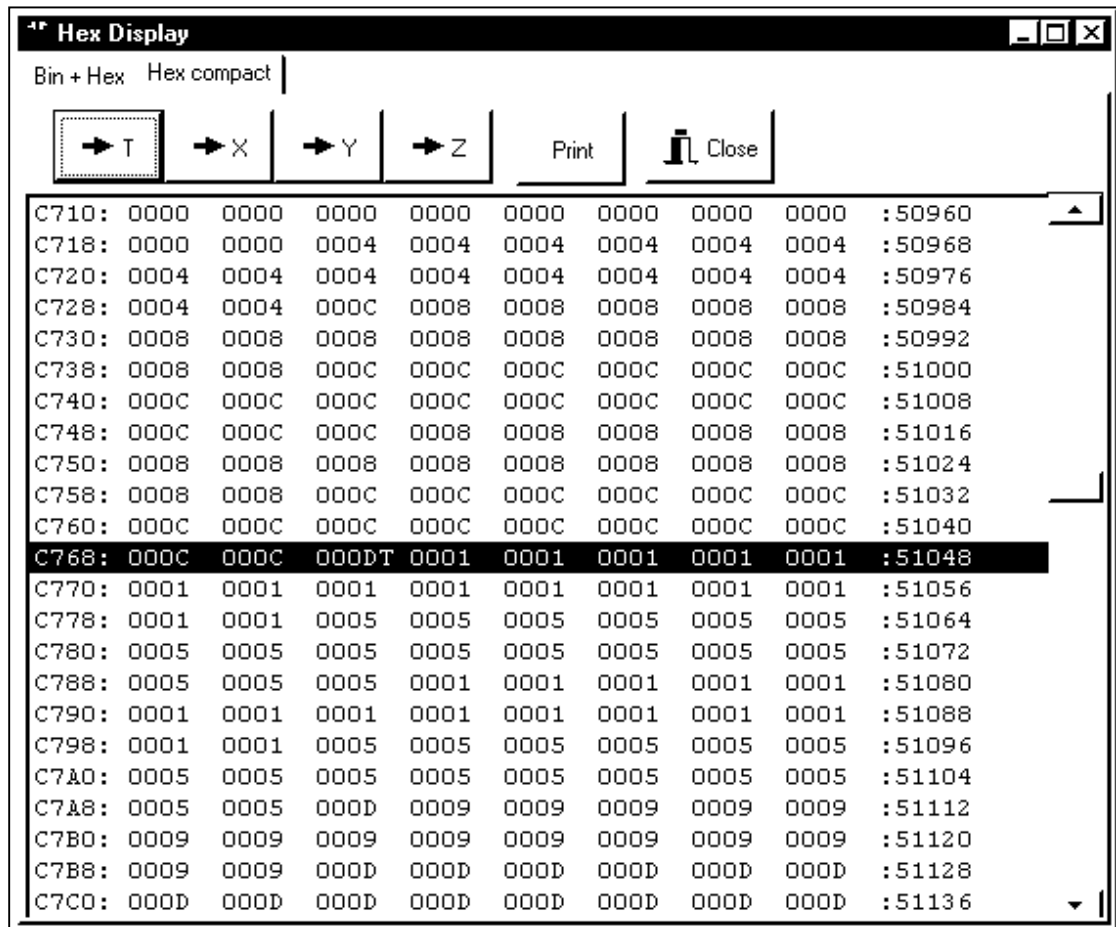 Hex Display
Bin + Hex Hex compact
T X Y Z Print Close
C710: 0000 0000 0000 0000 0000 0000 0000 0000 :50960
C718: 0000 0000 0004 0004 0004 0004 0004 0004 :50968
C720: 0004 0004 0004 0004 0004 0004 0004 0004 :50976
C728: 0004 0004 000C 0008 0008 0008 0008 0008 :50984
C730: 0008 0008 0008 0008 0008 0008 0008 0008 :50992
C738: 0008 0008 000C 000C 000C 000C 000C 000C :51000
C740: 000C 000C 000C 000C 000C 000C 000C 000C :51008
C748: 000C 000C 000C 0008 0008 0008 0008 0008 :51016
C750: 0008 0008 0008 0008 0008 0008 0008 0008 :51024
C758: 0008 0008 000C 000C 000C 000C 000C 000C :51032
C760: 000C 000C 000C 000C 000C 000C 000C 000C :51040
C768: 000C 000C 000DT 0001 0001 0001 0001 0001 :51048
C770: 0001 0001 0001 0001 0001 0001 0001 0001 :51056
C778: 0001 0001 0005 0005 0005 0005 0005 0005 :51064
C780: 0005 0005 0005 0005 0005 0005 0005 0005 :51072
C788: 0005 0005 0005 0001 0001 0001 0001 0001 :51080
C790: 0001 0001 0001 0001 0001 0001 0001 0001 :51088
C798: 0001 0001 0005 0005 0005 0005 0005 0005 :51096
C7A0: 0005 0005 0005 0005 0005 0005 0005 0005 :51104
C7A8: 0005 0005 000D 0009 0009 0009 0009 0009 :51112
C7B0: 0009 0009 0009 0009 0009 0009 0009 0009 :51120
C7B8: 0009 0009 000D 000D 000D 000D 000D 000D :51128
C7C0: 000D 000D 000D 000D 000D 000D 000D 000D :51136